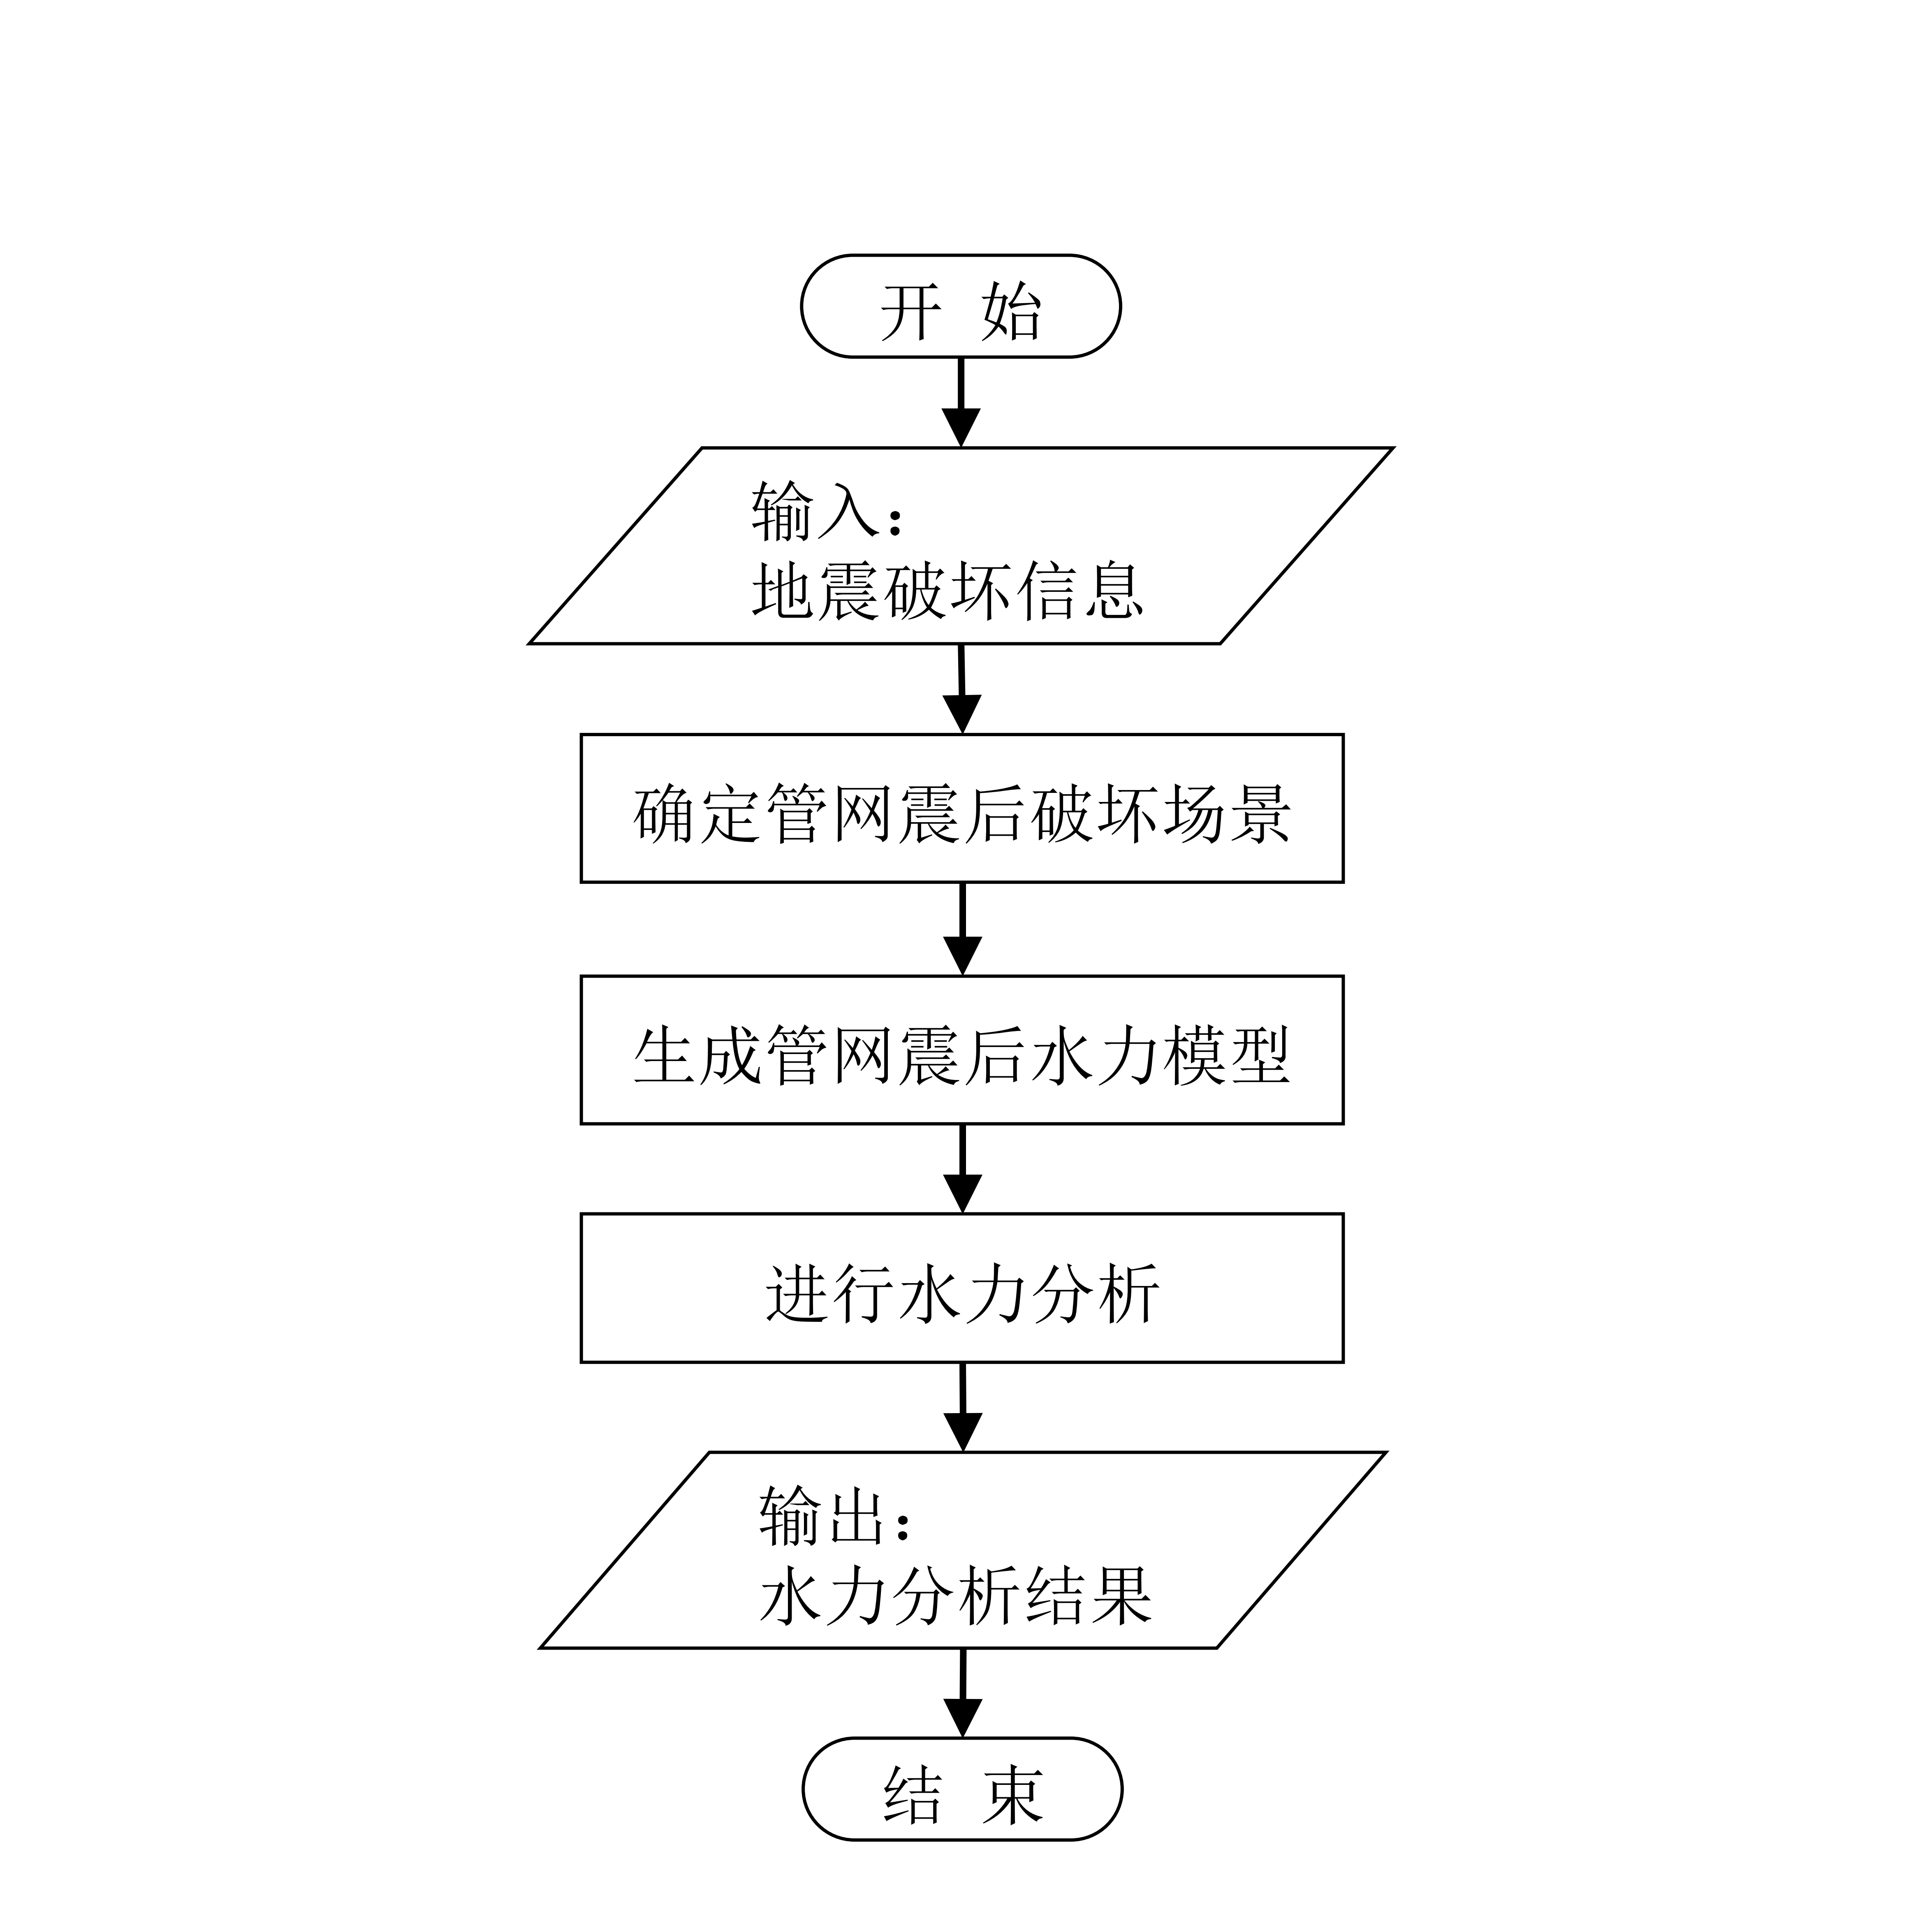 开 始
输入：
地震破坏信息
确定管网震后破坏场景
生成管网震后水力模型
进行水力分析
输出：
水力分析结果
结 束